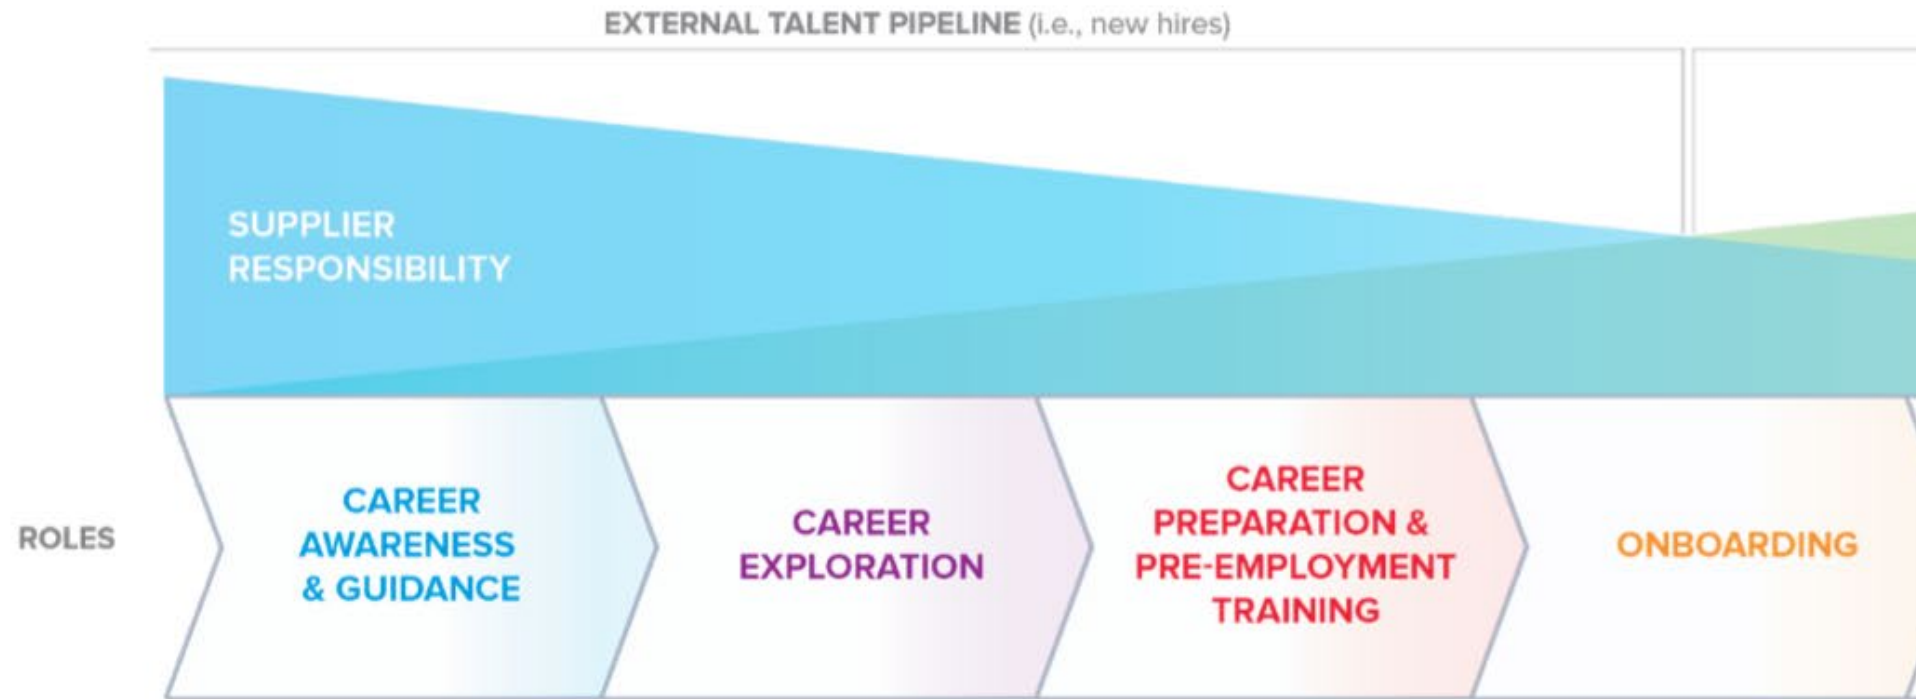 EXTERNAL TALENT PIPELINE (i.e., new hires)
SUPPLIER
RESPONSIBILITY
ROLES
CAREER
AWARENESS
& GUIDANCE
CAREER
EXPLORATION
CAREER
PREPARATION &
PRE-EMPLOYMENT
TRAINING
ONBOARDING